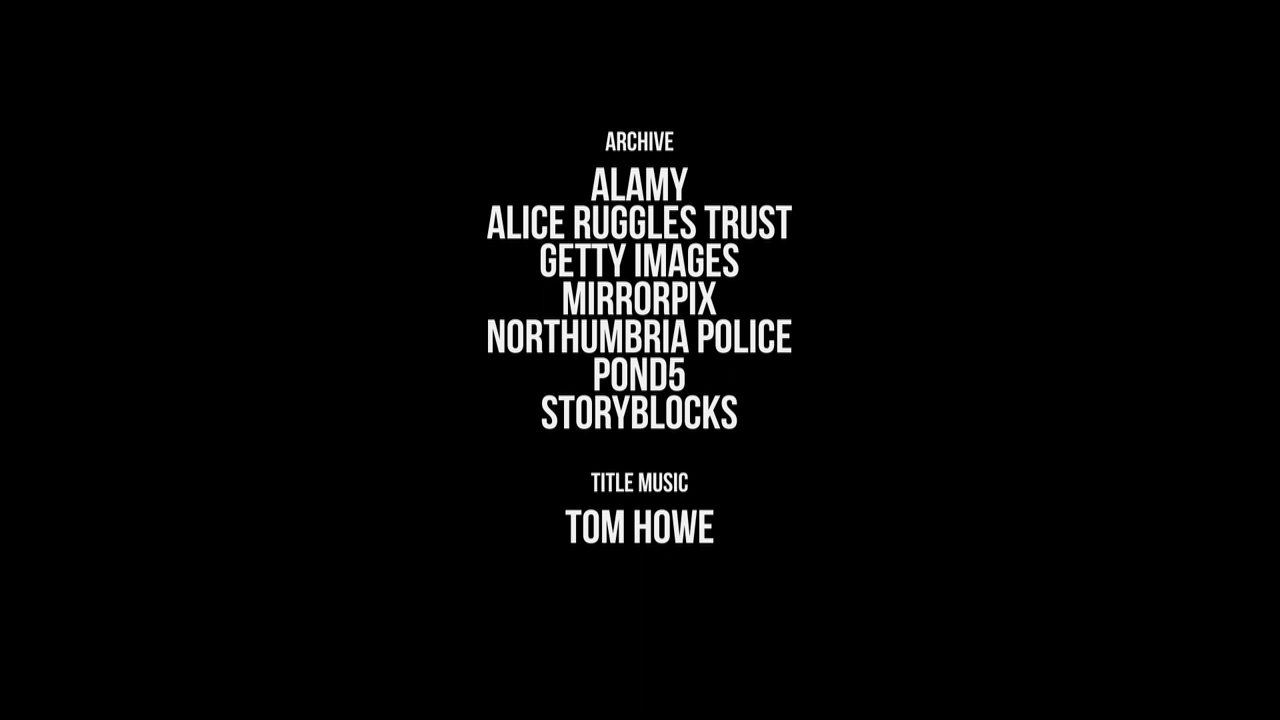 ARCHIVE
ALAMY
ALICE RUGGLES TRUST
GETTY IMAGES
MIRRORPIX
NORTHUMBRIA POLICE
POND5
STORYBLOCKS
TITLE MUSIC
TOM HOWE